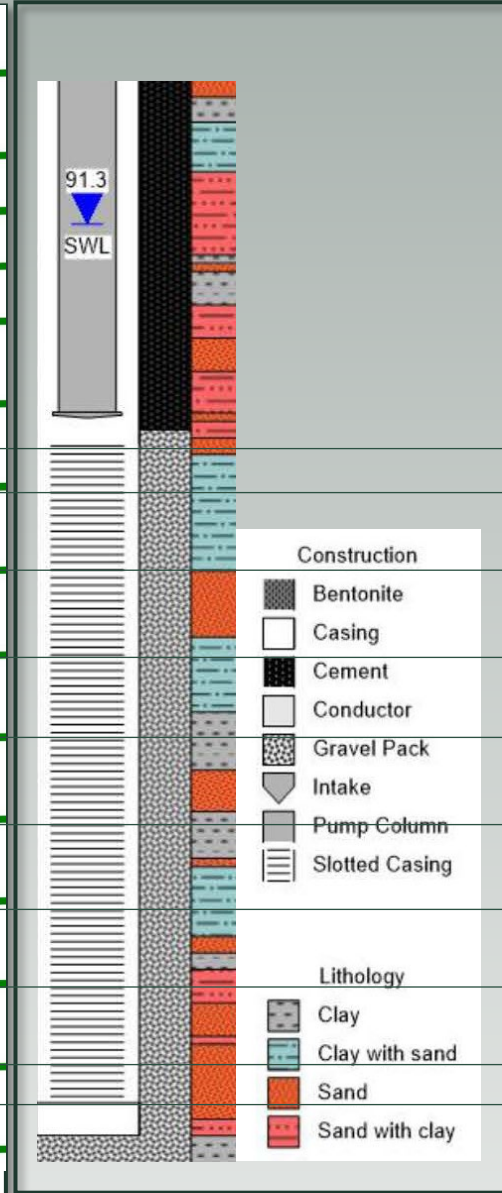 91.3
SWL
Construction
Bentonite
Casing
Cement
Conductor
Gravel Pack
Intake
Pump Column
Slotted Casing
Lithology
Clay
Clay with sand
Sand
Sand with clay